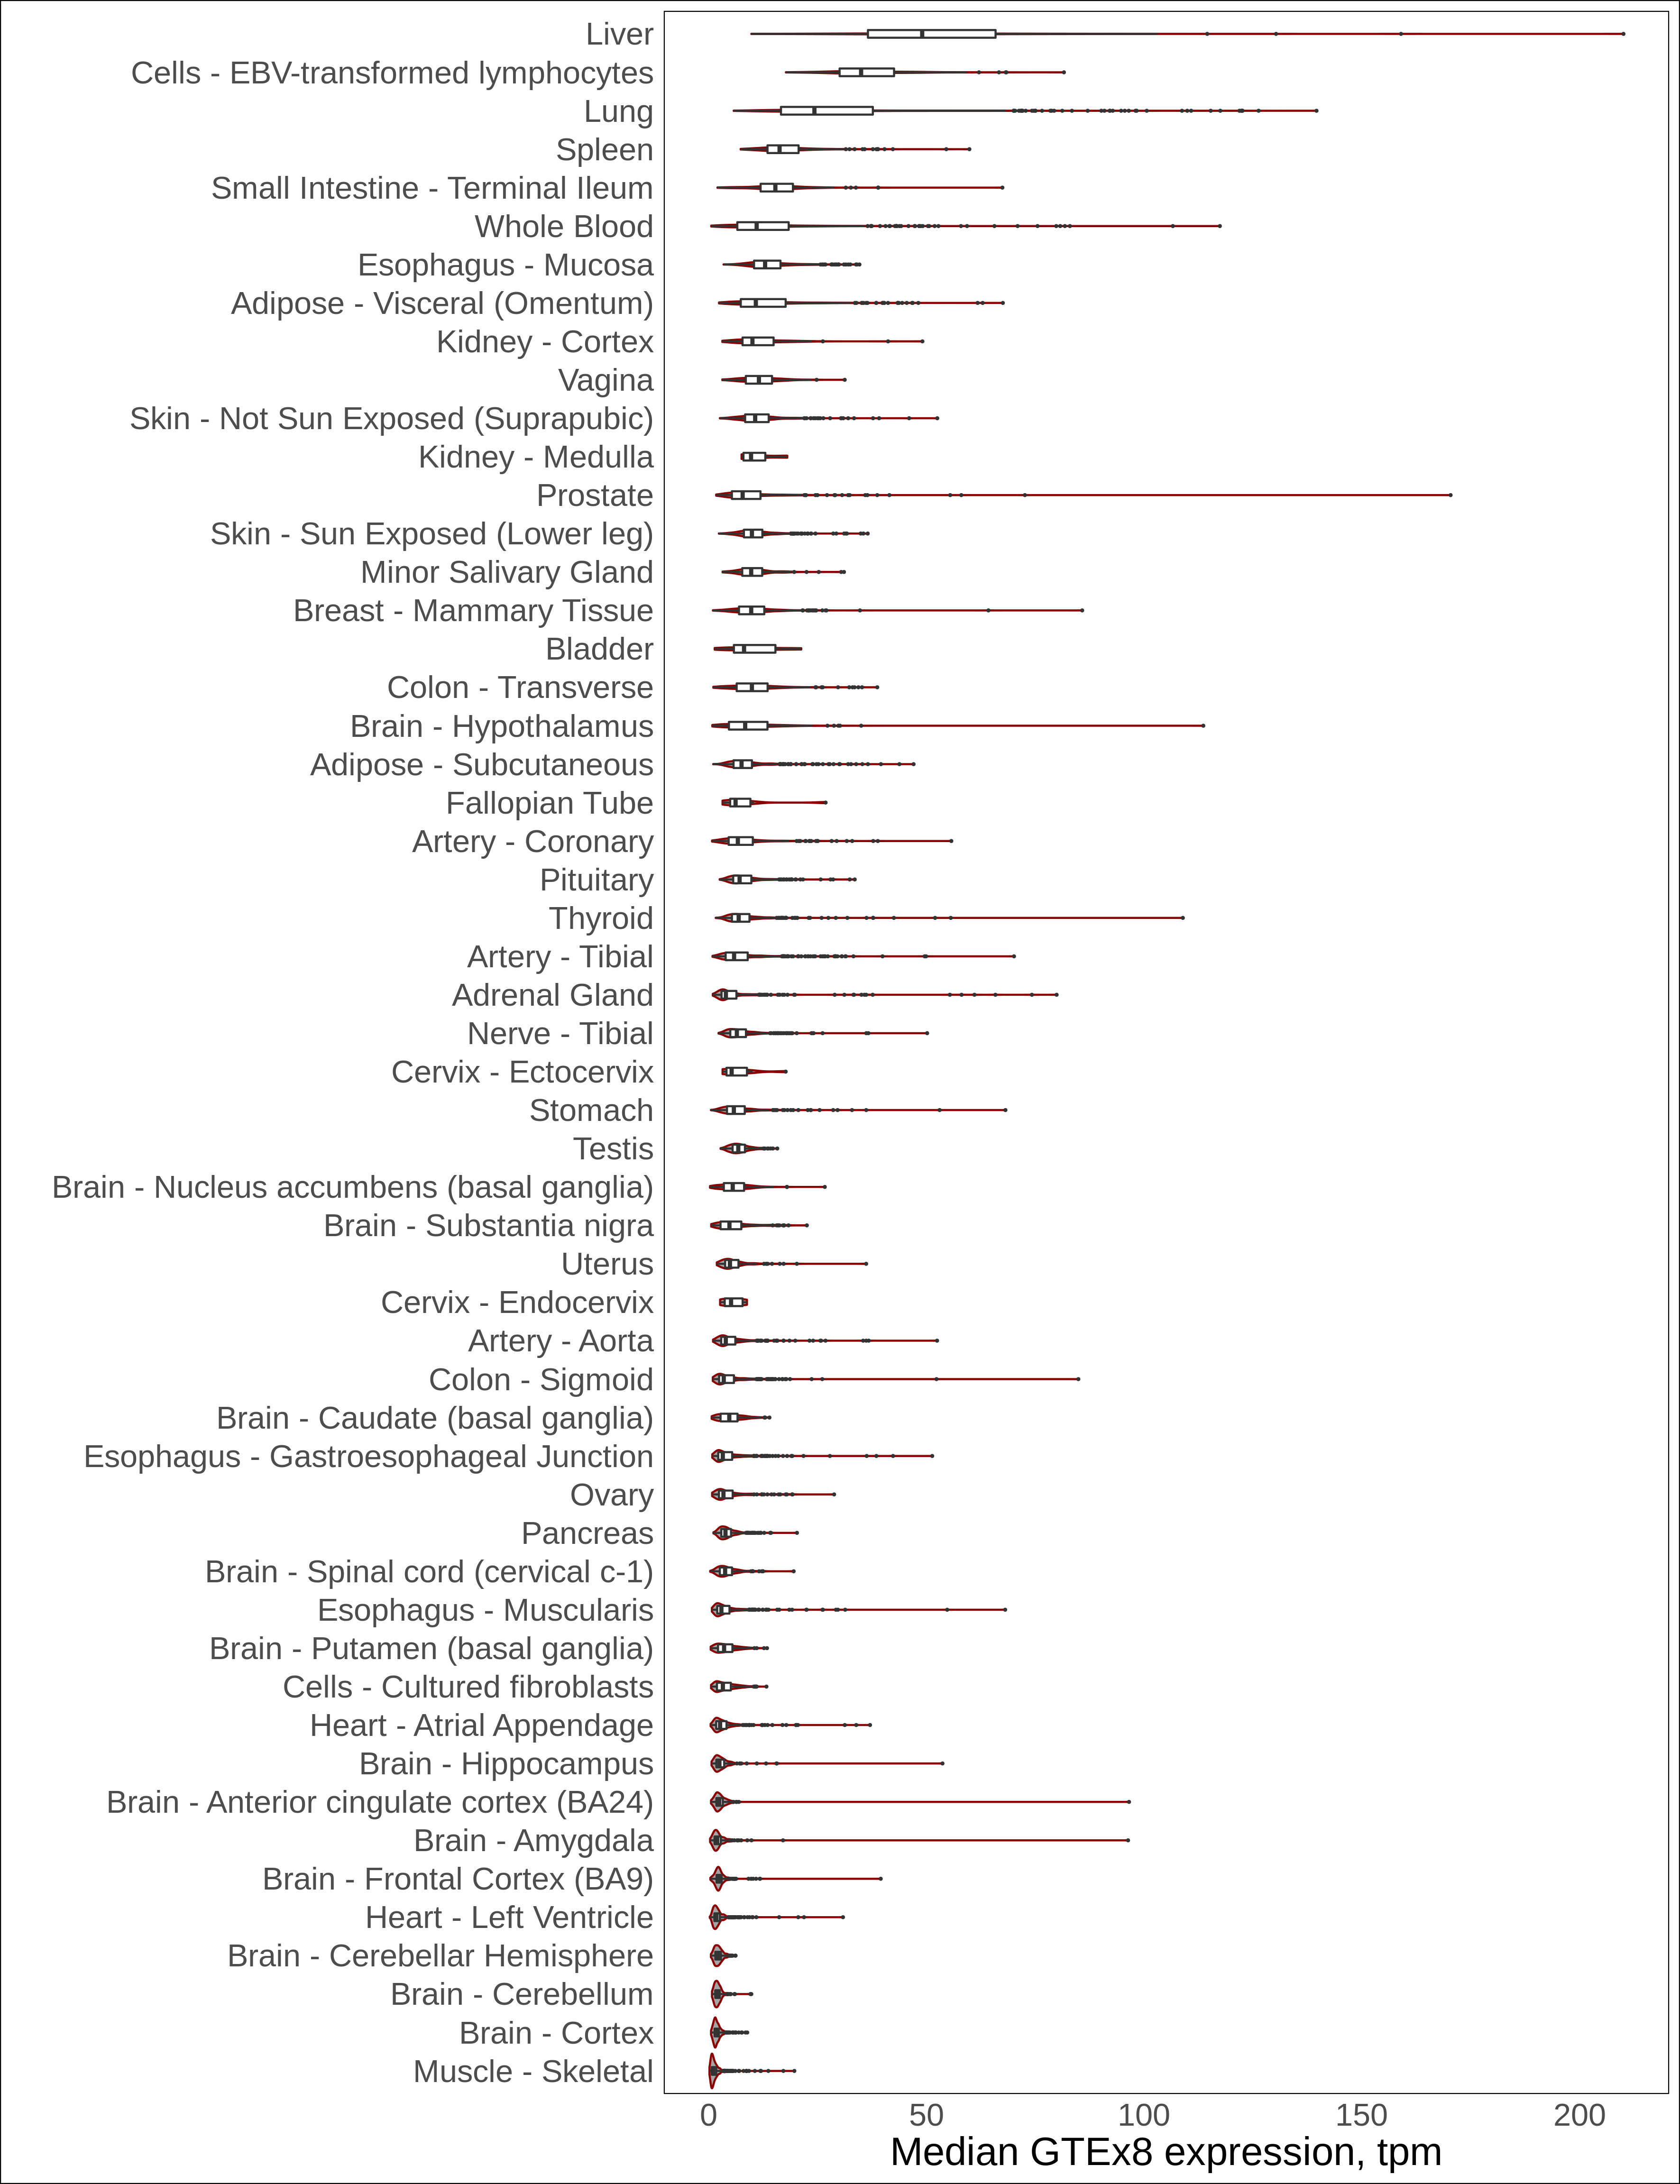 Liver
Cells - EBV-transformed lymphocytes
Lung
Spleen
Small Intestine - Terminal Ileum
Whole Blood
Esophagus - Mucosa
Adipose - Visceral (Omentum)
Kidney - Cortex
Vagina
Skin - Not Sun Exposed (Suprapubic)
Kidney - Medulla
Prostate
Skin - Sun Exposed (Lower leg)
Minor Salivary Gland
Breast - Mammary Tissue
Bladder
Colon - Transverse
Brain - Hypothalamus
Adipose - Subcutaneous
Fallopian Tube
Artery - Coronary
Pituitary
Thyroid
Artery - Tibial
Adrenal Gland
Nerve - Tibial
Cervix - Ectocervix
Stomach
Testis
Brain - Nucleus accumbens (basal ganglia)
Brain - Substantia nigra
Uterus
Cervix - Endocervix
Artery - Aorta
Colon - Sigmoid
Brain - Caudate (basal ganglia)
Esophagus - Gastroesophageal Junction
Ovary
Pancreas
Brain - Spinal cord (cervical c-1)
Esophagus - Muscularis
Brain - Putamen (basal ganglia)
Cells - Cultured fibroblasts
Heart - Atrial Appendage
Brain - Hippocampus
Brain - Anterior cingulate cortex (BA24)
Brain - Amygdala
Brain - Frontal Cortex (BA9)
Heart - Left Ventricle
Brain - Cerebellar Hemisphere
Brain - Cerebellum
Brain - Cortex
Muscle - Skeletal
0 50 100 150 200
Median GTEx8 expression, tpm